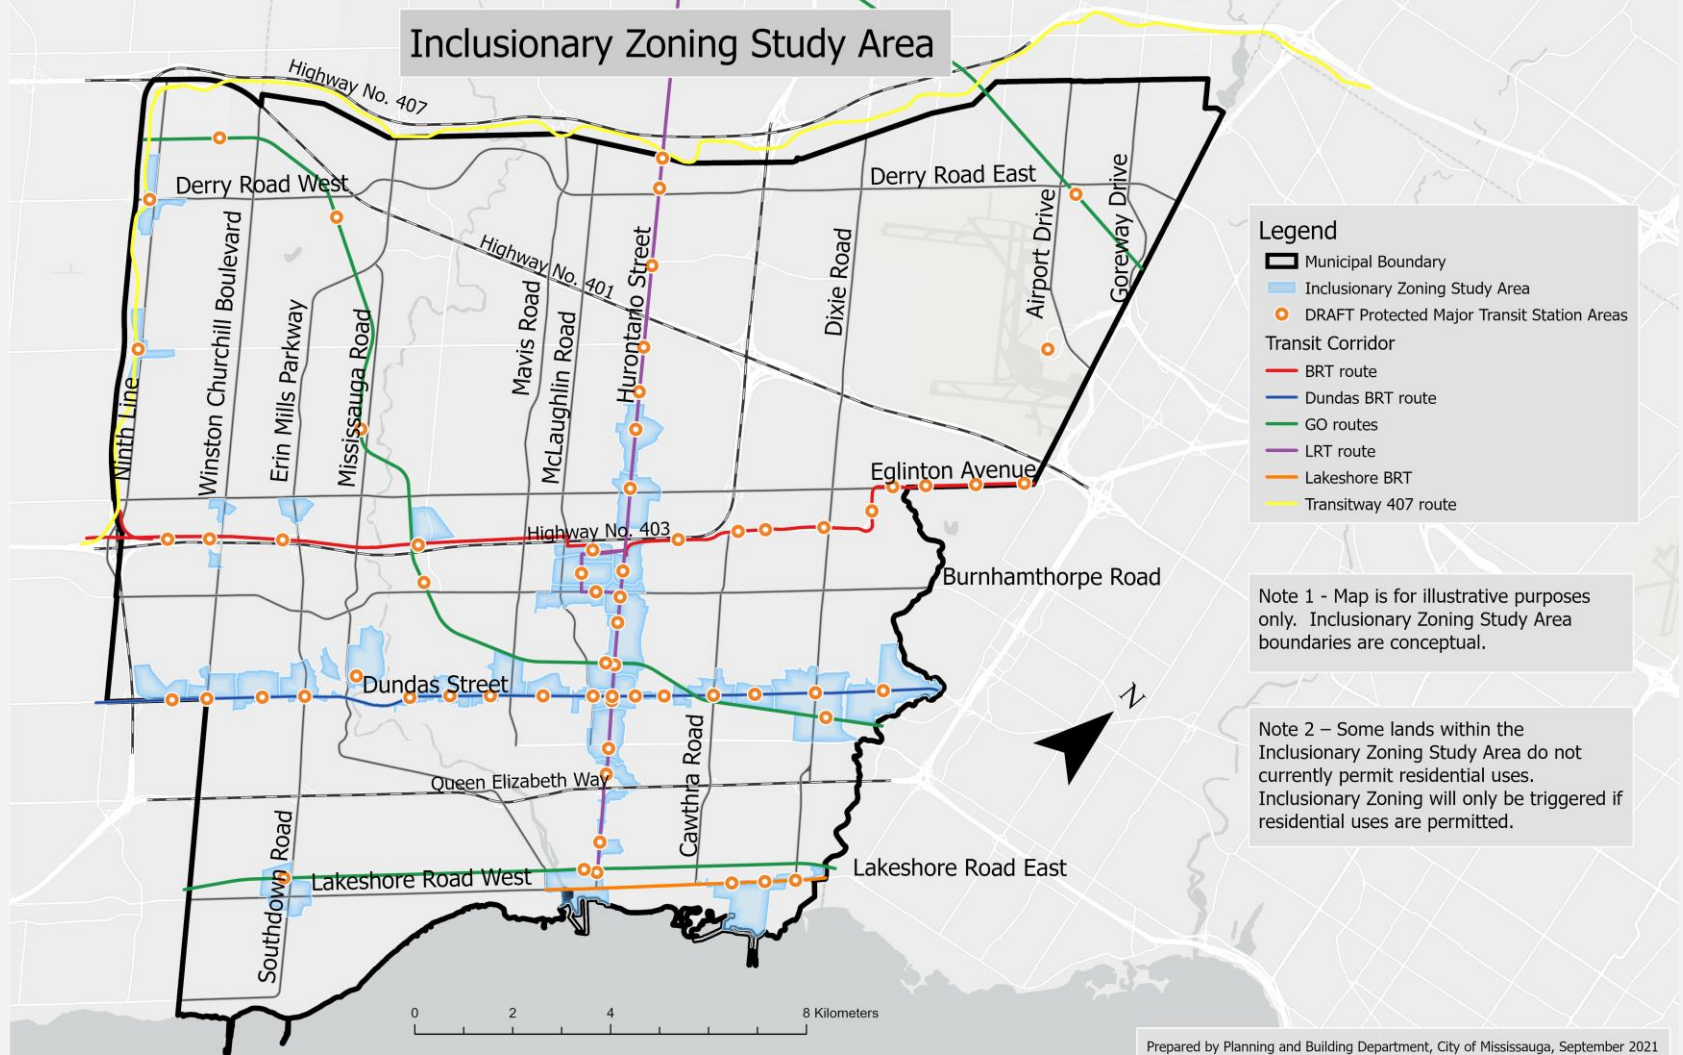 Inclusionary Zoning Study Area
Highway No. 407
Derry Road West
Derry Road East
Winston Churchill Boulevard
Erin Mills Parkway
Mississauga Road
Highway No. 401
Mavis Road
McLaughlin Road
Hurontario Street
Dixie Road
Airport Drive
Goreway Drive
Ninth Line
Eglinton Avenue
Highway No. 403
Burnhamthorpe Road
Dundas Street
Cawthra Road
Queen Elizabeth Way
Southdown Road
Lakeshore Road West
Lakeshore Road East
N
0 2 4 8 Kilometers
Legend
Municipal Boundary
Inclusionary Zoning Study Area
DRAFT Protected Major Transit Station Areas
Transit Corridor
BRT route
Dundas BRT route
GO routes
LRT route
Lakeshore BRT
Transitway 407 route
Note 1 - Map is for illustrative purposes
only. Inclusionary Zoning Study Area
boundaries are conceptual.
Note 2 – Some lands within the
Inclusionary Zoning Study Area do not
currently permit residential uses.
Inclusionary Zoning will only be triggered if
residential uses are permitted.
Prepared by Planning and Building Department, City of Mississauga, September 2021